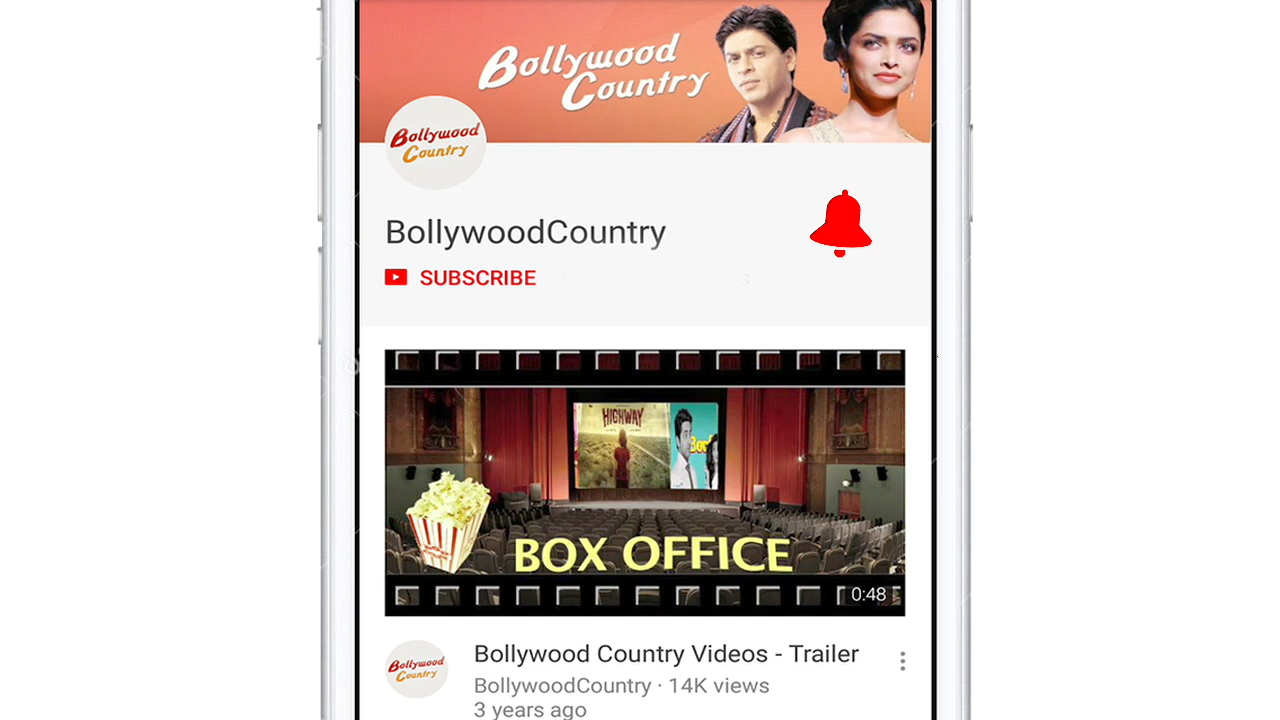 Bollywood
Country
Bollywood
Country
BollywoodCountry
SUBSCRIBE
HIGHWAY
BOX OFFICE
0:48
Bollywood Country Videos - Trailer
Bollywood
Country
BollywoodCountry · 14K views
3 years ago